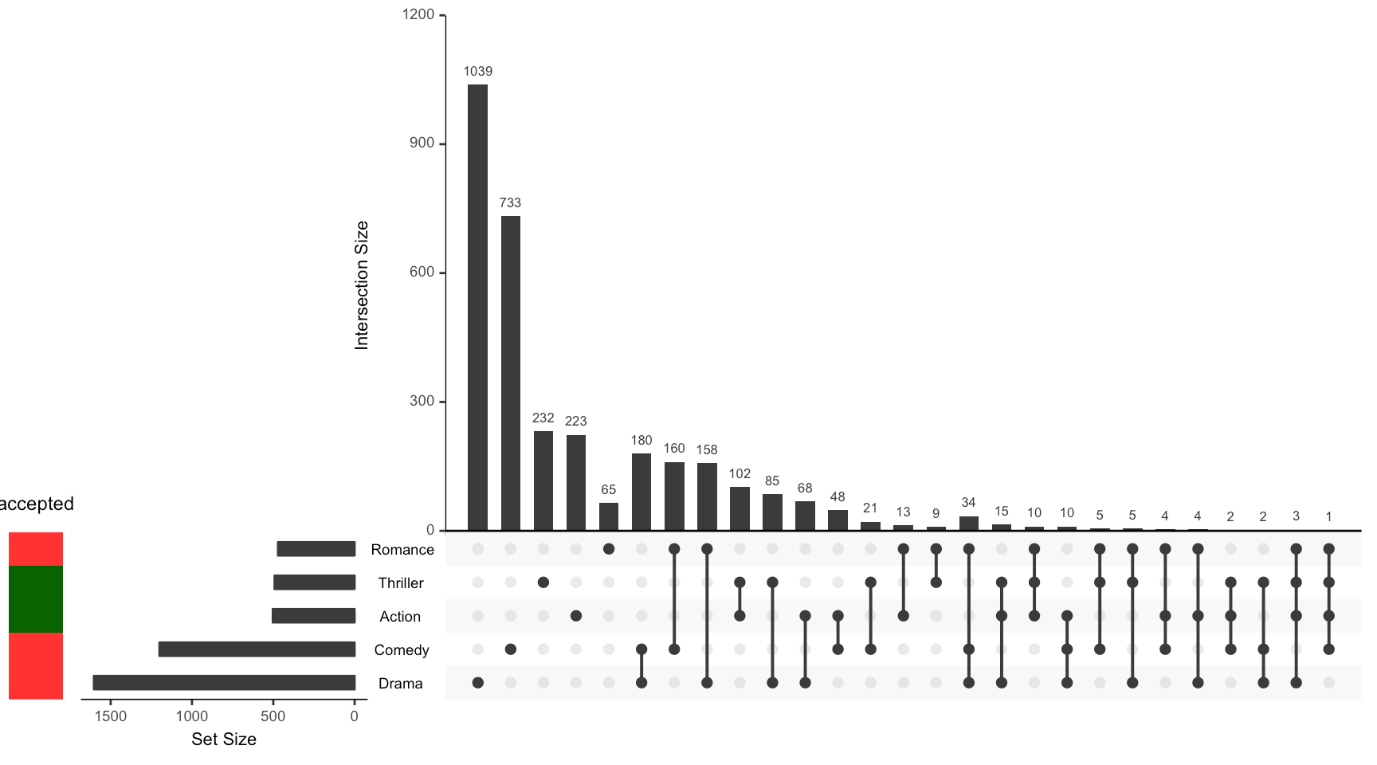 1200
1039
900
733
600
Intersection Size
300
232 223 65 180 160 158 102 85 68 48 21 13 9 34 15 10 10 5 5 4 4 2 2 3 1
0
accepted
Romance
Thriller
Action
Comedy
Drama
1500 1000 500 0
Set Size